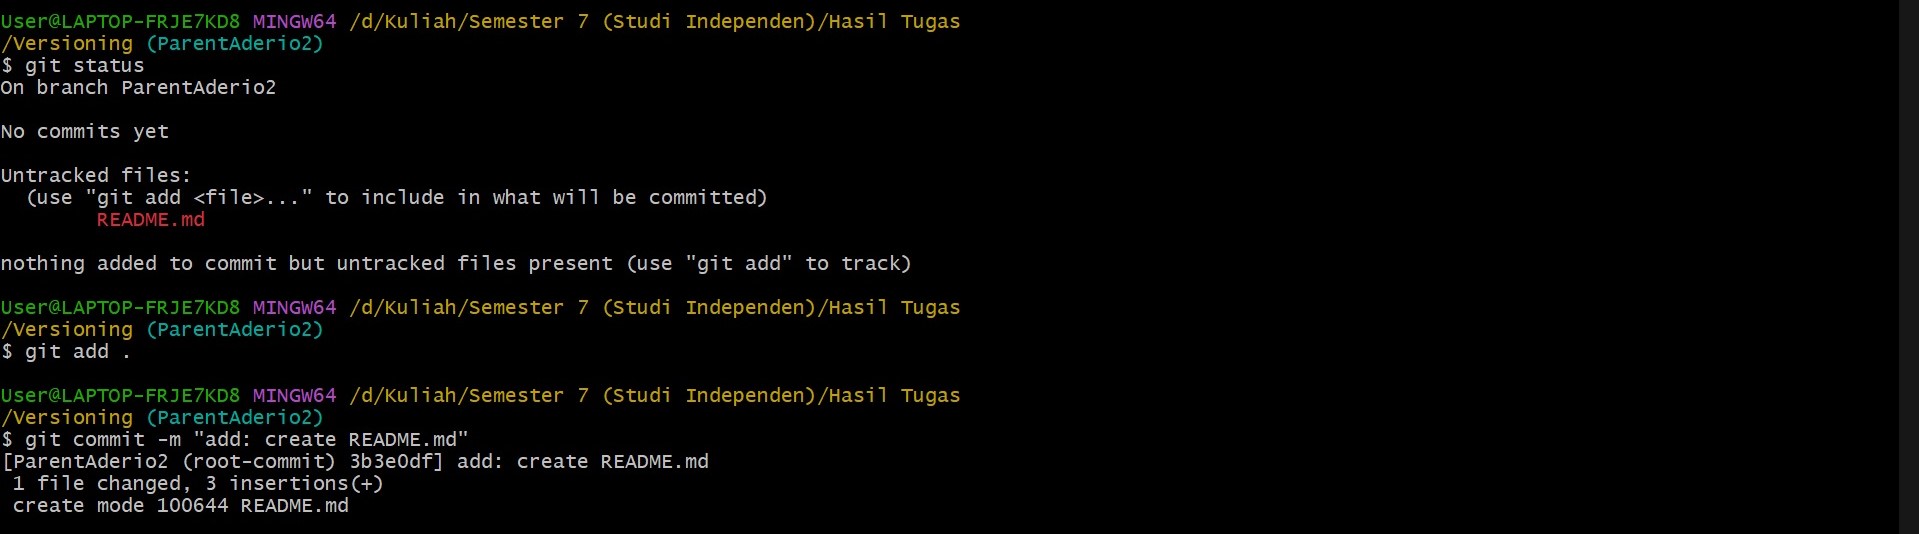 User@LAPTOP-FRJE7KD8 MINGW64 /d/Kuliah/Semester 7 (Studi Independen)/Hasil Tugas
/Versioning (ParentAderio2)
$ git status
On branch ParentAderio2
No commits yet
Untracked files:
  (use "git add <file>..." to include in what will be committed)
        README.md
nothing added to commit but untracked files present (use "git add" to track)
User@LAPTOP-FRJE7KD8 MINGW64 /d/Kuliah/Semester 7 (Studi Independen)/Hasil Tugas
/Versioning (ParentAderio2)
$ git add .
User@LAPTOP-FRJE7KD8 MINGW64 /d/Kuliah/Semester 7 (Studi Independen)/Hasil Tugas
/Versioning (ParentAderio2)
$ git commit -m "add: create README.md"
[ParentAderio2 (root-commit) 3b3e0df] add: create README.md
 1 file changed, 3 insertions(+)
 create mode 100644 README.md